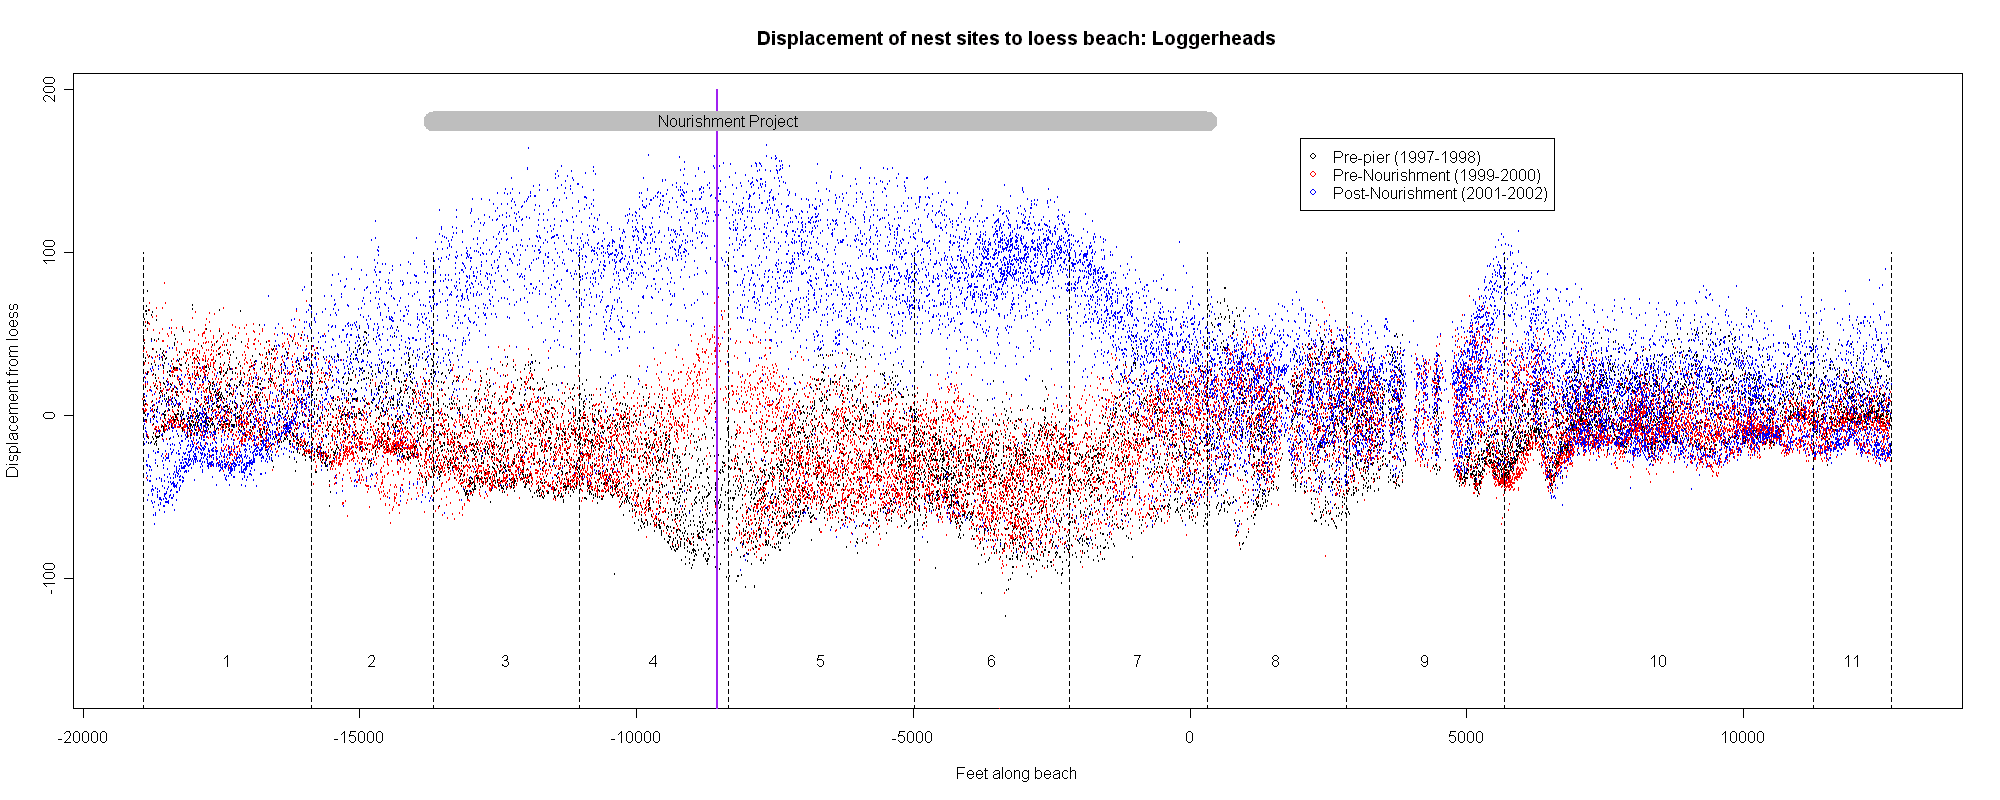 Displacement of nest sites to loess beach: Loggerheads
200
100
0
-100
Displacement from loess
Nourishment Project
Pre-pier (1997-1998)
Pre-Nourishment (1999-2000)
Post-Nourishment (2001-2002)
1 2 3 4 5 6 7 8 9 10 11
-20000 -15000 -10000 -5000 0 5000 10000
Feet along beach